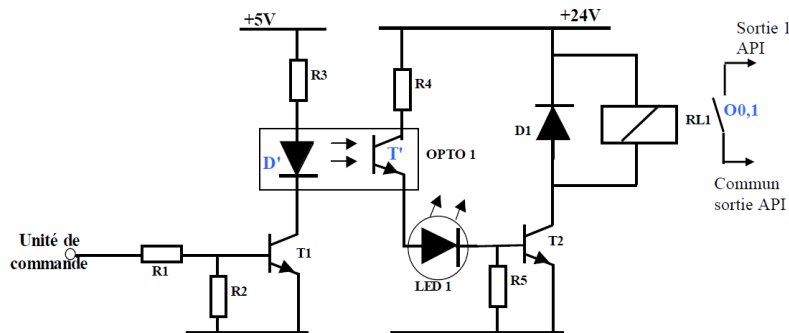 +5V
+24V
Sortie 1
API
R3
R4
D1
RL1
O0,1
D'
T'
OPTO 1
Commun
sortie API
Unité de
commande
R1
T1
R2
LED 1
R5
T2